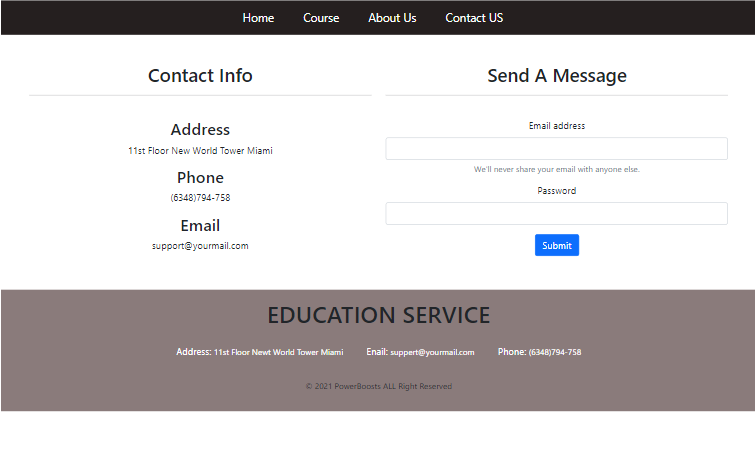 Home Course About Us Contact US
Contact Info
Address
11st Floor New World Tower Miami
Phone
(6348)794-758
Email
support@yourmail.com
Send A Message
Email address
We'll never share your email with anyone else.
Password
Submit
EDUCATION SERVICE
Address: 11st Floor Newt World Tower Miami Email: suppert@yourmail.com Phone: (6348)794-758
© 2021 PowerBoosts ALL Right Reserved